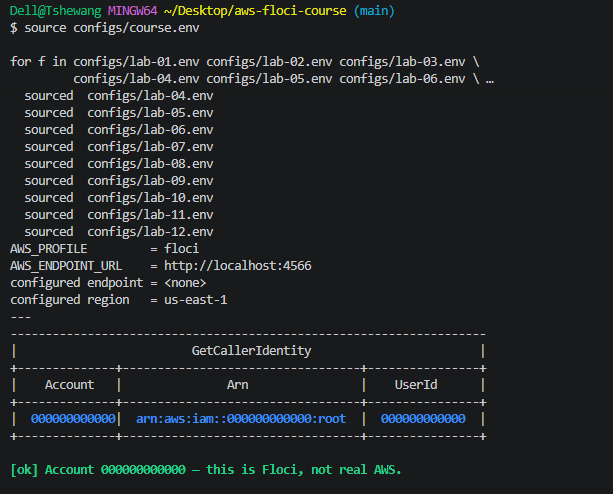 Dell@Tshewang MINGW64 ~/Desktop/aws-floci-course (main)
$ source configs/course.env

for f in configs/lab-01.env configs/lab-02.env configs/lab-03.env \
         configs/lab-04.env configs/lab-05.env configs/lab-06.env \ …
  sourced  configs/lab-04.env
  sourced  configs/lab-05.env
  sourced  configs/lab-06.env
  sourced  configs/lab-07.env
  sourced  configs/lab-08.env
  sourced  configs/lab-09.env
  sourced  configs/lab-10.env
  sourced  configs/lab-11.env
  sourced  configs/lab-12.env
AWS_PROFILE         = floci
AWS_ENDPOINT_URL    = http://localhost:4566
configured endpoint = <none>
configured region   = us-east-1
---
--------------------------------------------------------------------
|                         GetCallerIdentity                        |
+--------------+----------------------------------+----------------+
|    Account   |               Arn                |    UserId      |
+--------------+----------------------------------+----------------+
|  000000000000|  arn:aws:iam::000000000000:root  |  000000000000  |
+--------------+----------------------------------+----------------+

[ok] Account 000000000000 — this is Floci, not real AWS.